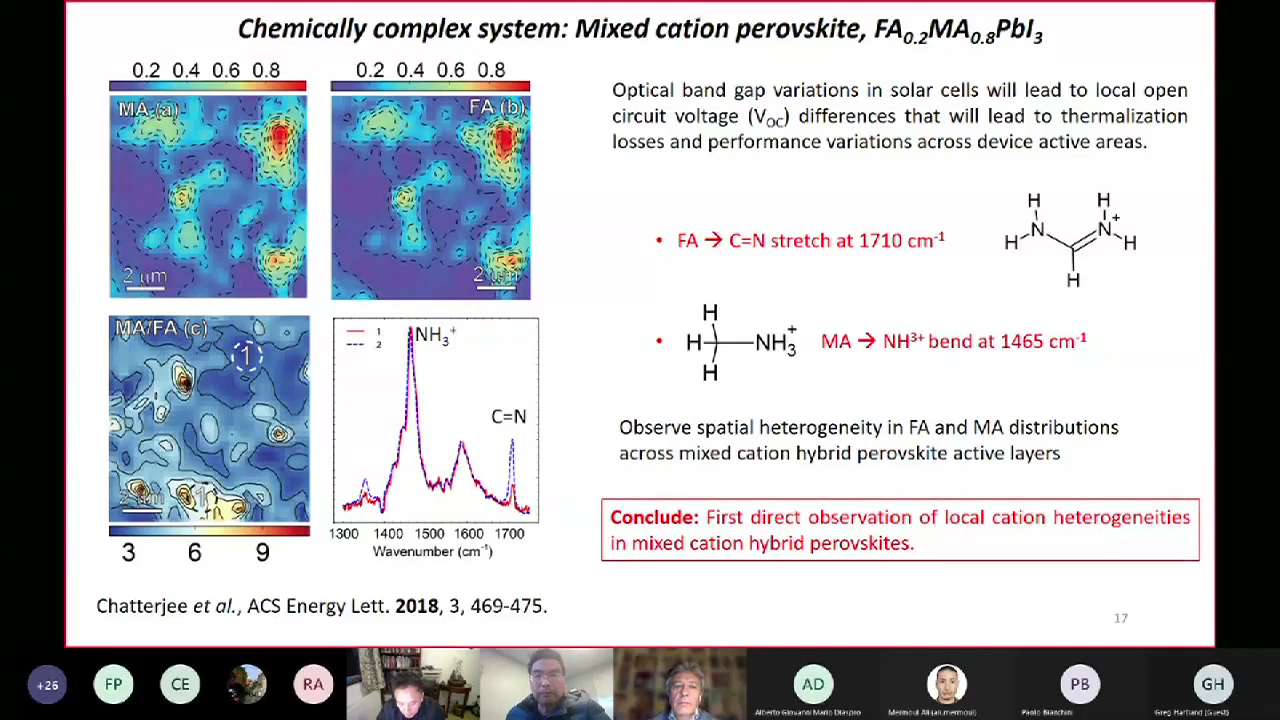 Chemically complex system: Mixed cation perovskite, FA0.2MA0.8PbI3
0.2 0.4 0.6 0.8
0.2 0.4 0.6 0.8
MA (a)
2 μm
FA (b)
2 μm
MA/FA (c)
1
1
2 μm
3 6 9
1
2
NH3+
C=N
1300 1400 1500 1600 1700
Wavenumber (cm-1)
Optical band gap variations in solar cells will lead to local open
circuit voltage (VOC) differences that will lead to thermalization
losses and performance variations across device active areas.
• FA → C=N stretch at 1710 cm-1
H H
N N+
H H
H
H
H NH3+
H
• MA → NH3+ bend at 1465 cm-1
Observe spatial heterogeneity in FA and MA distributions
across mixed cation hybrid perovskite active layers
Conclude: First direct observation of local cation heterogeneities
in mixed cation hybrid perovskites.
Chatterjee et al., ACS Energy Lett. 2018, 3, 469-475.
17
+26
FP
CE
RA
AD
Alberto Giovanni Mario Diaspro
Mermoul Ali (ali.mermoul)
PB
Paolo Bianchini
GH
Greg Hartland (Guest)